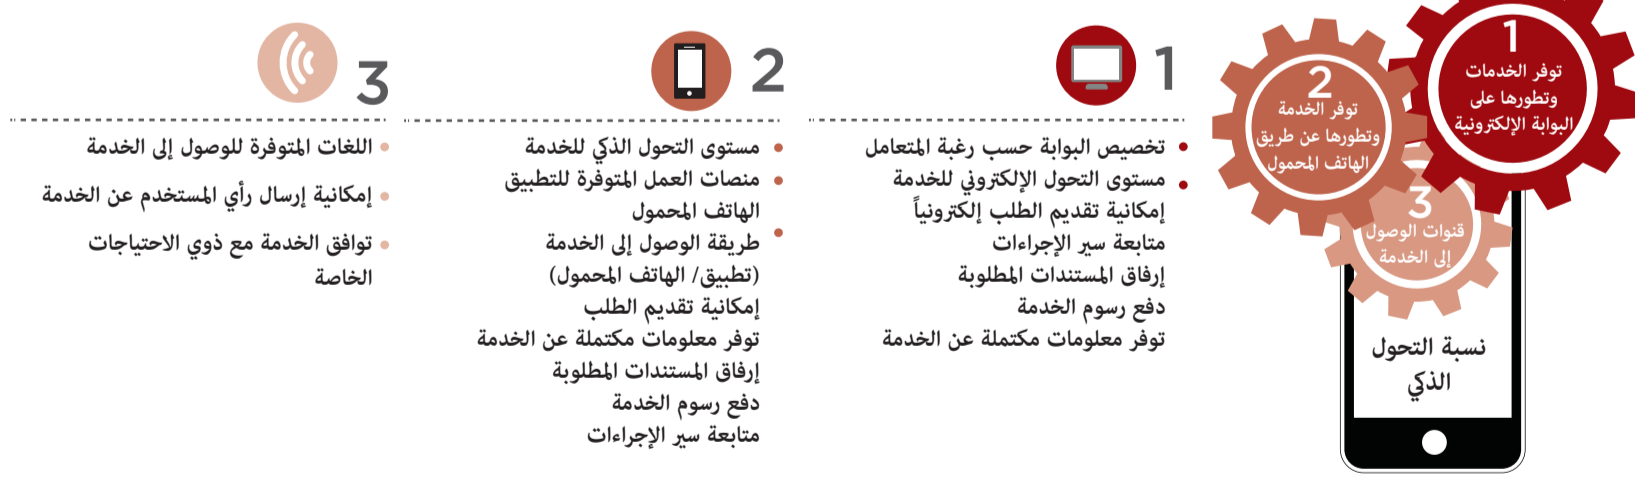 1
توفر الخدمات
وتطورها على
البوابة الإلكترونية
2
توفر الخدمة
وتطورها عن طريق
الهاتف المحمول
3
قنوات الوصول
إلى الخدمة
نسبة التحول
الذكي
1
تخصيص البوابة حسب رغبة المتعامل
مستوى التحول الإلكتروني للخدمة
إمكانية تقديم الطلب إلكترونياً
متابعة سير الإجراءات
إرفاق المستندات المطلوبة
دفع رسوم الخدمة
توفر معلومات مكتملة عن الخدمة
2
مستوى التحول الذكي للخدمة
منصات العمل المتوفرة للتطبيق
الهاتف المحمول
طريقة الوصول إلى الخدمة
(تطبيق/ الهاتف المحمول)
إمكانية تقديم الطلب
توفر معلومات مكتملة عن الخدمة
إرفاق المستندات المطلوبة
دفع رسوم الخدمة
متابعة سير الإجراءات
3
اللغات المتوفرة للوصول إلى الخدمة
إمكانية إرسال رأي المستخدم عن الخدمة
توافق الخدمة مع ذوي الاحتياجات
الخاصة